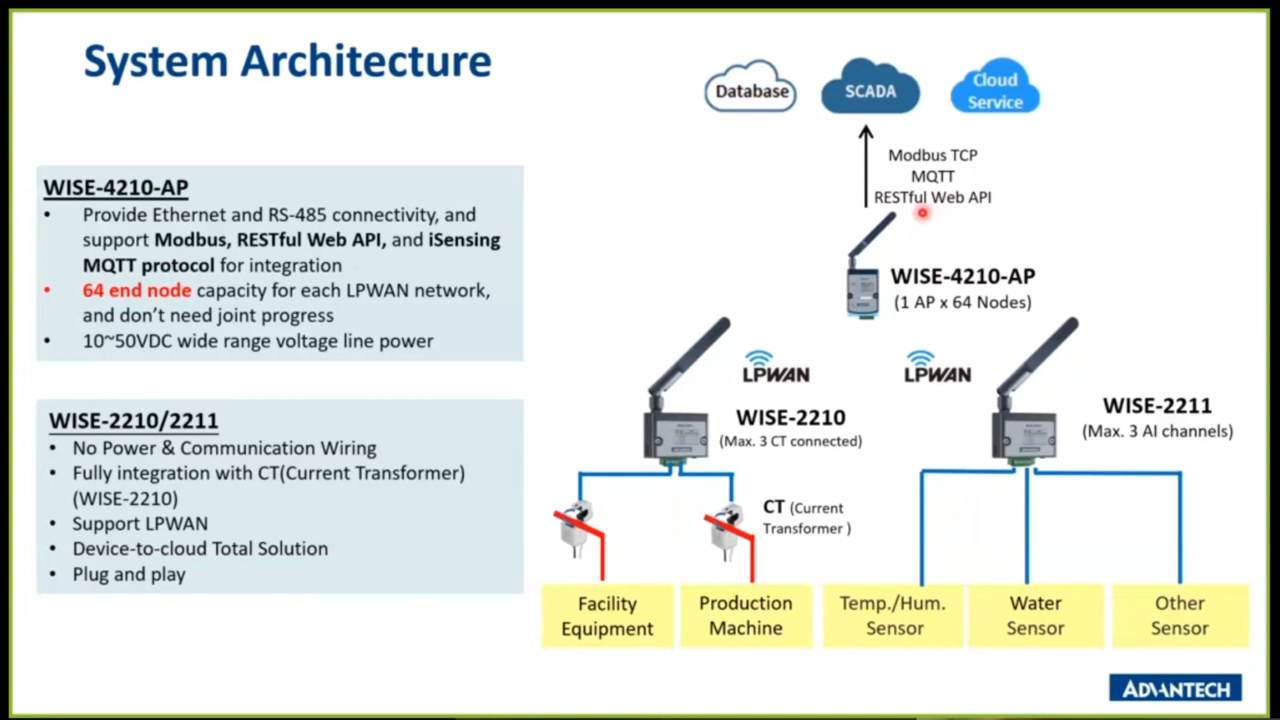 System Architecture
WISE-4210-AP
• Provide Ethernet and RS-485 connectivity, and
support Modbus, RESTful Web API, and iSensing
MQTT protocol for integration
• 64 end node capacity for each LPWAN network,
and don't need joint progress
• 10~50VDC wide range voltage line power
WISE-2210/2211
• No Power & Communication Wiring
• Fully integration with CT(Current Transformer)
(WISE-2210)
• Support LPWAN
• Device-to-cloud Total Solution
• Plug and play
Database
SCADA
Cloud
Service
Modbus TCP
MQTT
RESTful Web API
WISE-4210-AP
(1 AP x 64 Nodes)
LPWAN
LPWAN
WISE-2210
(Max. 3 CT connected)
WISE-2211
(Max. 3 AI channels)
CT (Current
Transformer )
Facility
Equipment
Production
Machine
Temp./Hum.
Sensor
Water
Sensor
Other
Sensor
ADVANTECH